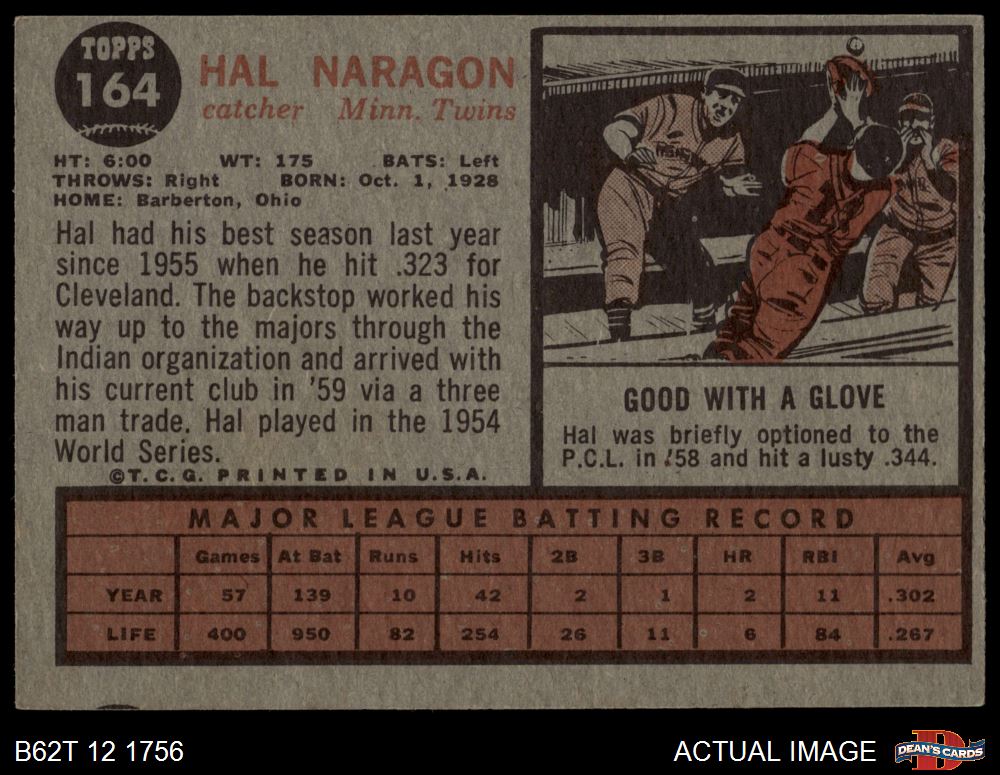 TOPPS
164
HAL NARAGON
catcher Minn. Twins
HT: 6:00 WT: 175 BATS: Left
THROWS: Right BORN: Oct. 1, 1928
HOME: Barberton, Ohio
Hal had his best season last year
since 1955 when he hit .323 for
Cleveland. The backstop worked his
way up to the majors through the
Indian organization and arrived with
his current club in '59 via a three
man trade. Hal played in the 1954
World Series.
©T.C.G. PRINTED IN U.S.A.
GOOD WITH A GLOVE
Hal was briefly optioned to the
P.C.L. in '58 and hit a lusty .344.
MAJOR LEAGUE BATTING RECORD
Games At Bat Runs Hits 2B 3B HR RBI Avg
YEAR 57 139 10 42 2 1 2 11 .302
LIFE 400 950 82 254 26 11 6 84 .267
B62T 12 1756
ACTUAL IMAGE
DEAN'S CARDS